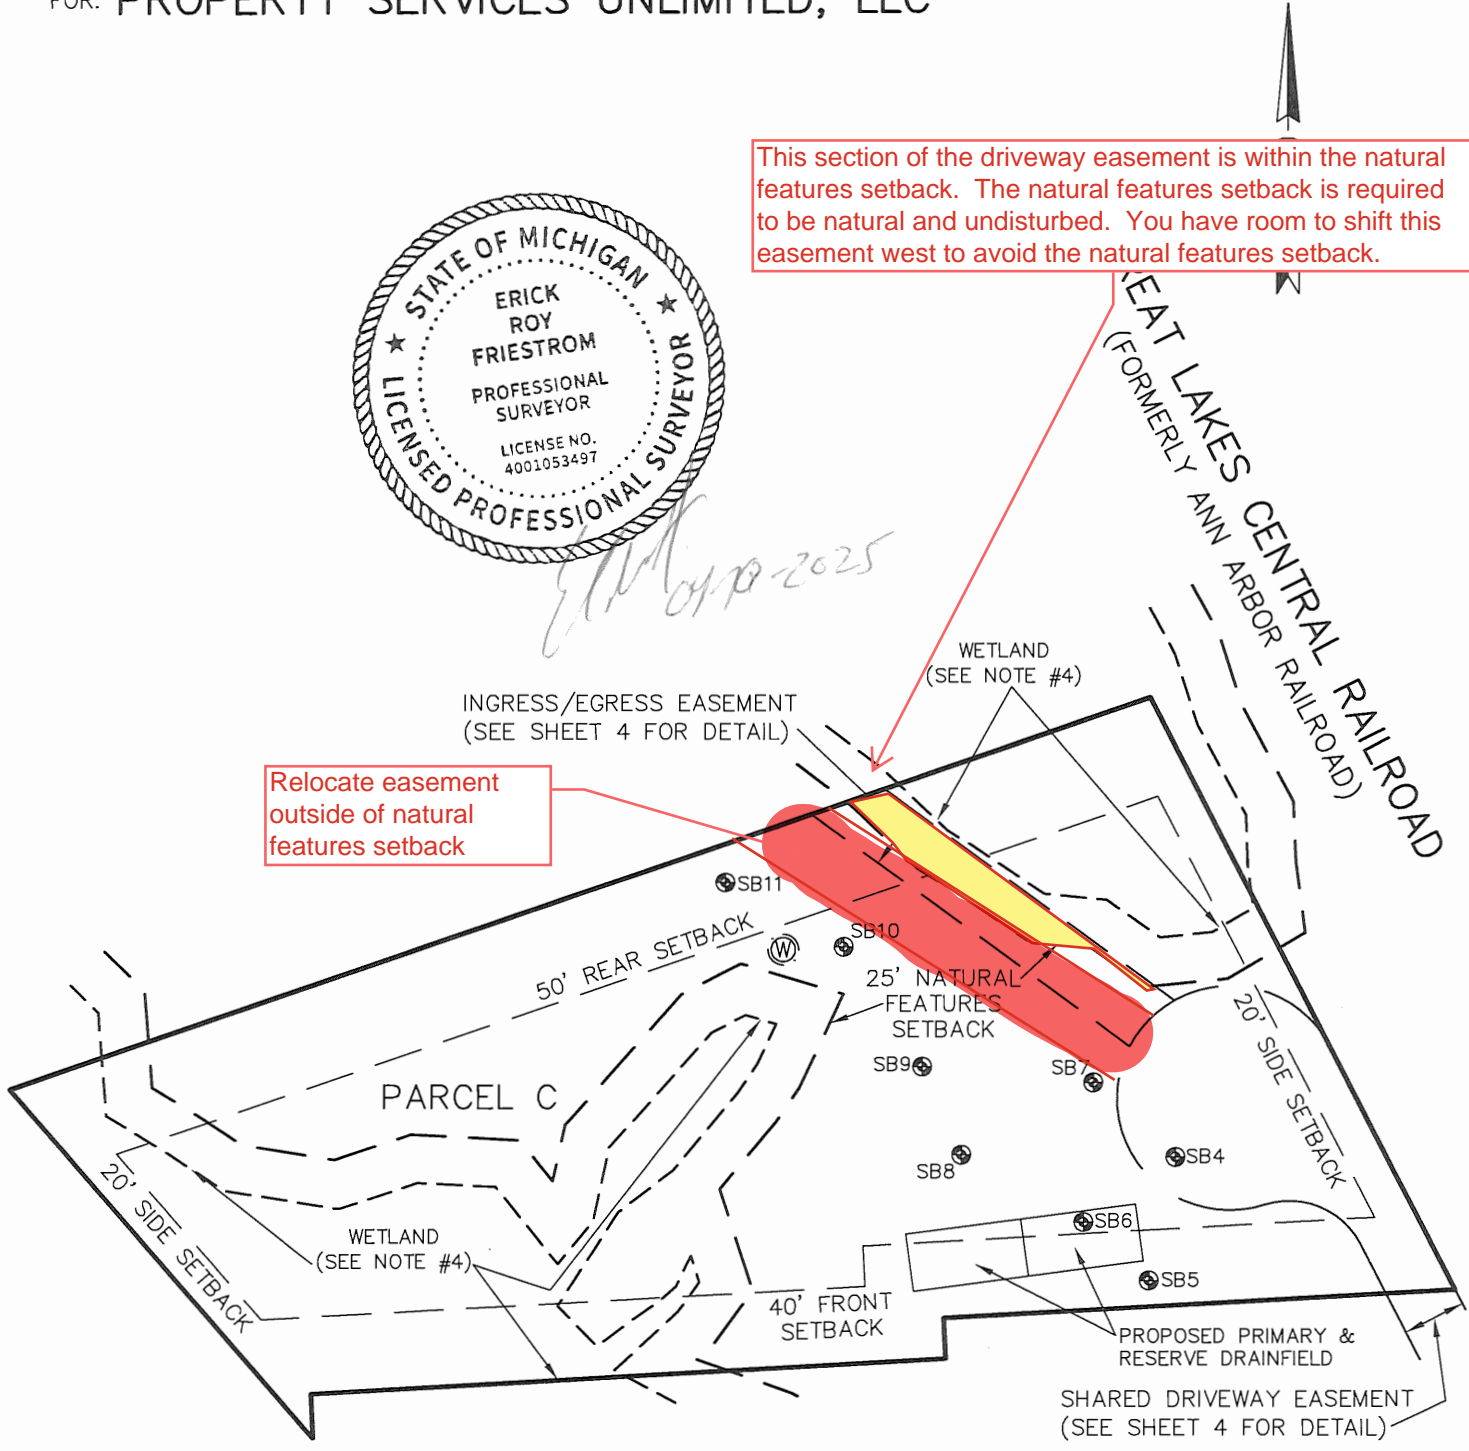 FOR: PROPERTY SERVICES UNLIMITED, LLC
This section of the driveway easement is within the natural
features setback. The natural features setback is required
to be natural and undisturbed. You have room to shift this
easement west to avoid the natural features setback.
STATE OF MICHIGAN
ERICK
ROY
FRIESTROM
PROFESSIONAL
SURVEYOR
LICENSE NO.
4001053497
LICENSED PROFESSIONAL SURVEYOR
REAT LAKES CENTRAL RAILROAD
(FORMERLY ANN ARBOR RAILROAD)
WETLAND
(SEE NOTE #4)
INGRESS/EGRESS EASEMENT
(SEE SHEET 4 FOR DETAIL)
Relocate easement
outside of natural
features setback
SB11
SB10
W
50' REAR SETBACK
25' NATURAL
FEATURES
SETBACK
SB9
SB7
20' SIDE SETBACK
PARCEL C
SB8
SB4
20' SIDE SETBACK
WETLAND
(SEE NOTE #4)
SB6
SB5
40' FRONT
SETBACK
PROPOSED PRIMARY &
RESERVE DRAINFIELD
SHARED DRIVEWAY EASEMENT
(SEE SHEET 4 FOR DETAIL)